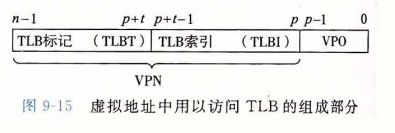 n-1 p+t p+t-1 p p-1 0
TLB标记 （TLBT） TLB索引 （TLBI） VPO
VPN
图 9-15 虚拟地址中用以访问 TLB 的组成部分